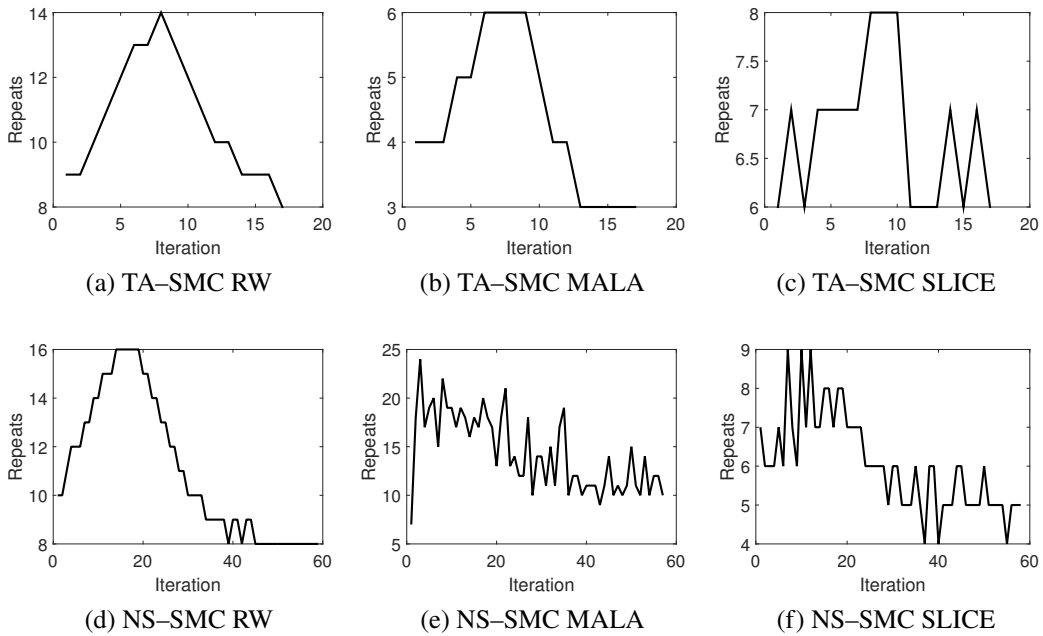 14
12
10
8
Repeats
0 5 10 15 20
Iteration
(a) TA–SMC RW
6
5
4
3
Repeats
0 5 10 15 20
Iteration
(b) TA–SMC MALA
8
7.5
7
6.5
6
Repeats
0 5 10 15 20
Iteration
(c) TA–SMC SLICE
16
14
12
10
8
Repeats
0 20 40 60
Iteration
(d) NS–SMC RW
25
20
15
10
5
Repeats
0 20 40 60
Iteration
(e) NS–SMC MALA
9
8
7
6
5
4
Repeats
0 20 40 60
Iteration
(f) NS–SMC SLICE